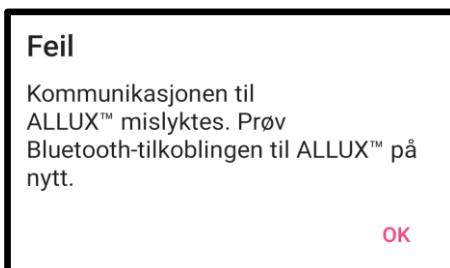 Feil
Kommunikasjonen til
ALLUX™ mislyktes. Prøv
Bluetooth-tilkoblingen til ALLUX™ på
nytt.
OK